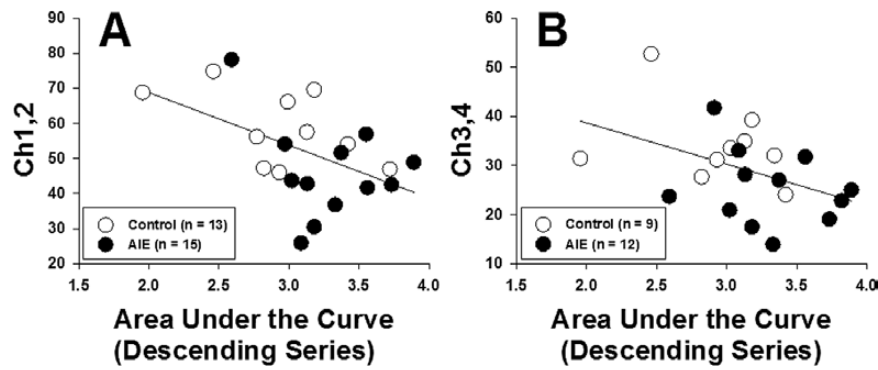 A
Ch1,2
90
80
70
60
50
40
30
20
Control (n = 13)
AIE (n = 15)
1.5 2.0 2.5 3.0 3.5 4.0
Area Under the Curve
(Descending Series)
B
Ch3,4
60
50
40
30
20
10
Control (n = 9)
AIE (n = 12)
1.5 2.0 2.5 3.0 3.5 4.0
Area Under the Curve
(Descending Series)